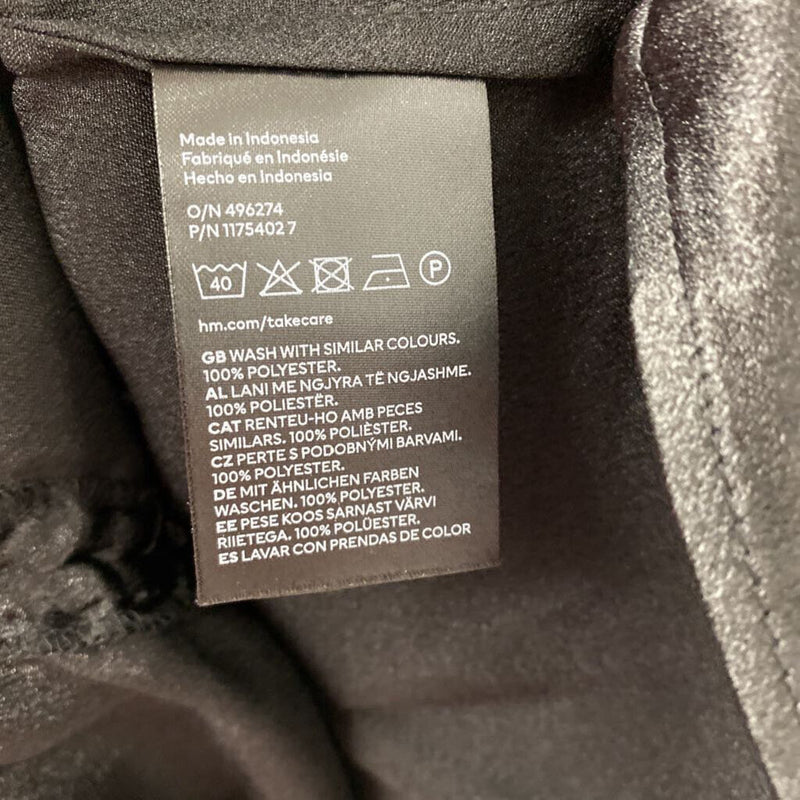 Made in Indonesia
Fabriqué en Indonésie
Hecho en Indonesia
O/N 496274
P/N 1175402 7
40 P
hm.com/takecare
GB WASH WITH SIMILAR COLOURS.
100% POLYESTER.
AL LANI ME NGJYRA TË NGJASHME.
100% POLIESTËR.
CAT RENTEU-HO AMB PECES
SIMILARS. 100% POLIÈSTER.
CZ PERTE S PODOBNÝMI BARVAMI.
100% POLYESTER.
DE MIT ÄHNLICHEN FARBEN
WASCHEN. 100% POLYESTER.
EE PESE KOOS SARNAST VÄRVI
RIIETEGA. 100% POLÜESTER.
ES LAVAR CON PRENDAS DE COLOR